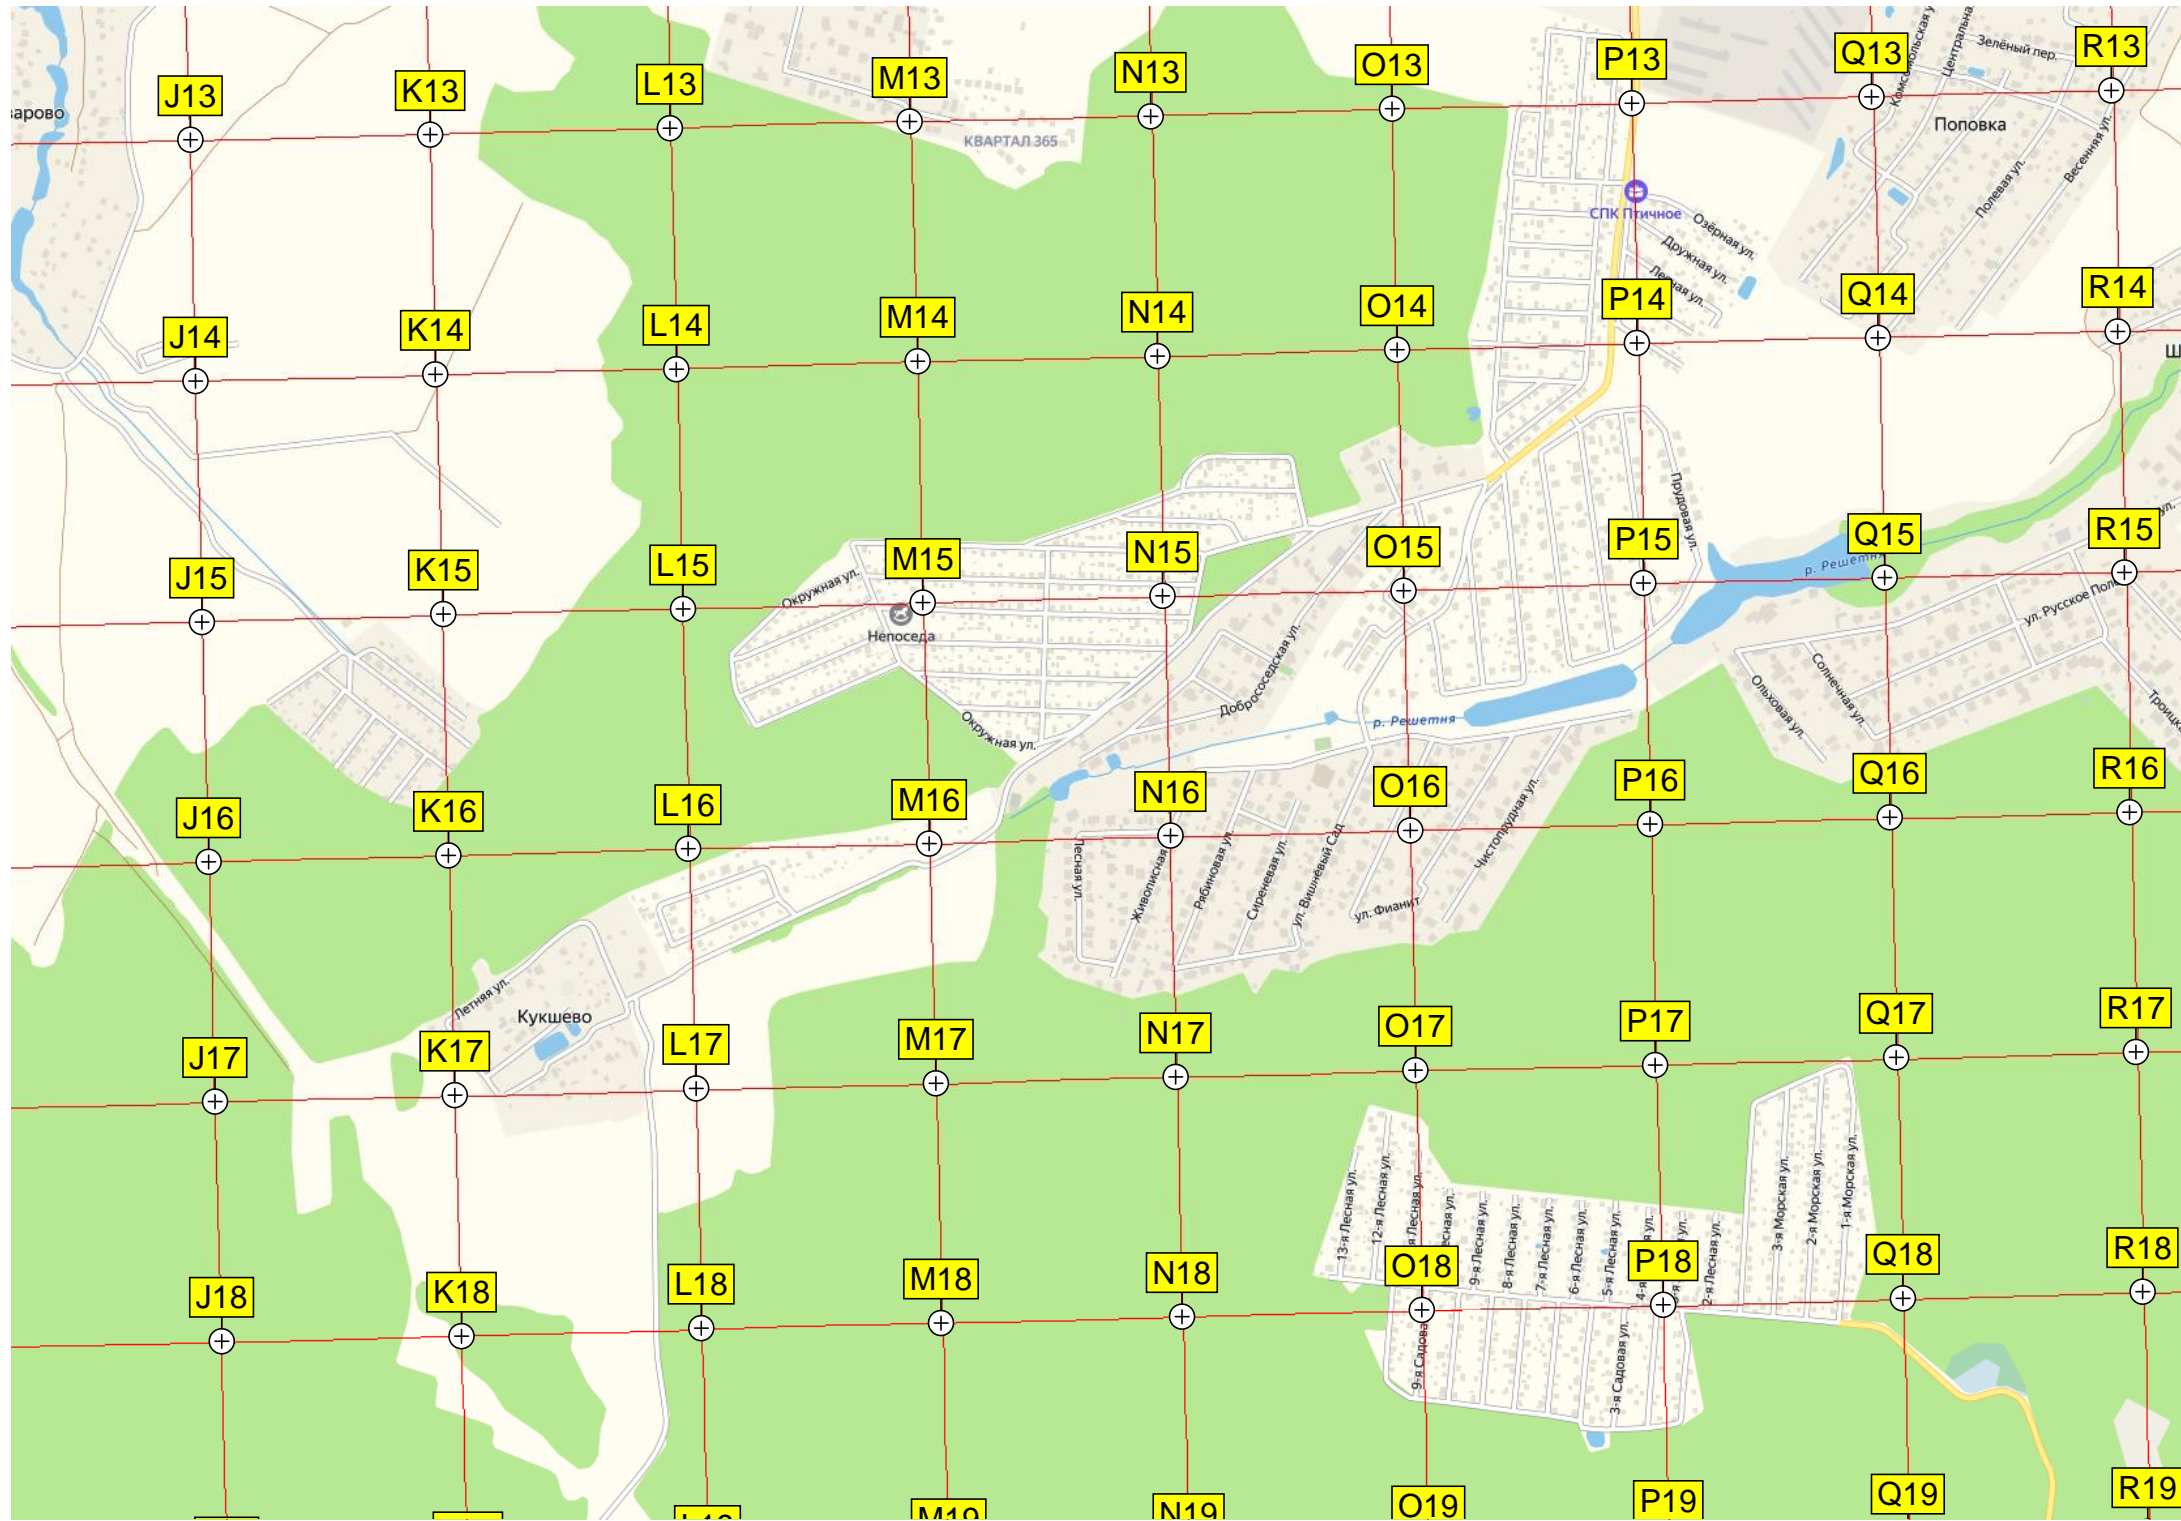 Комсомольская у
Центральна
Зелёный пер.
J13
K13
L13
M13
N13
O13
P13
Q13
R13
КВАРТАЛ 365
Поповка
Весенняя ул.
Полевая ул.
СПК Птичное
Озёрная ул.
Дружная ул.
J14
K14
L14
M14
N14
O14
P14
Q14
R14
Прудовая ул.
J15
K15
L15
M15
N15
O15
P15
Q15
R15
р. Решетня
Окружная ул.
Непоседа
ул. Русское Поле
Добрососедская ул.
Солнечная ул.
Ольховая ул.
Окружная ул.
р. Решетня
J16
K16
L16
M16
N16
O16
P16
Q16
R16
Лесная ул.
Живописная
Рябиновая ул.
Сиреневая ул.
ул. Вишнёвый Сад
ул. Фианит
Чистопрудная ул.
Летняя ул.
Кукшево
J17
K17
L17
M17
N17
O17
P17
Q17
R17
13-я Лесная ул.
12-я Лесная ул.
я Лесная ул.
есная ул.
9-я Лесная ул.
8-я Лесная ул.
7-я Лесная ул.
6-я Лесная ул.
5-я Лесная ул.
2-я Лесная ул.
3-я Морская ул.
2-я Морская ул.
1-я Морская ул.
J18
K18
L18
M18
N18
O18
P18
Q18
R18
9-я Садова
3-я Садовая ул.
M19
N19
O19
P19
Q19
R19